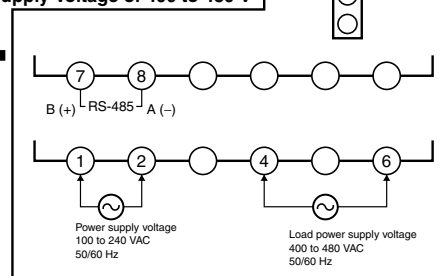 upply Voltage of 400 to 480 V
7 8
B (+) RS-485 A (−)
1 2 4 6
Power supply voltage
100 to 240 VAC
50/60 Hz
Load power supply voltage
400 to 480 VAC
50/60 Hz